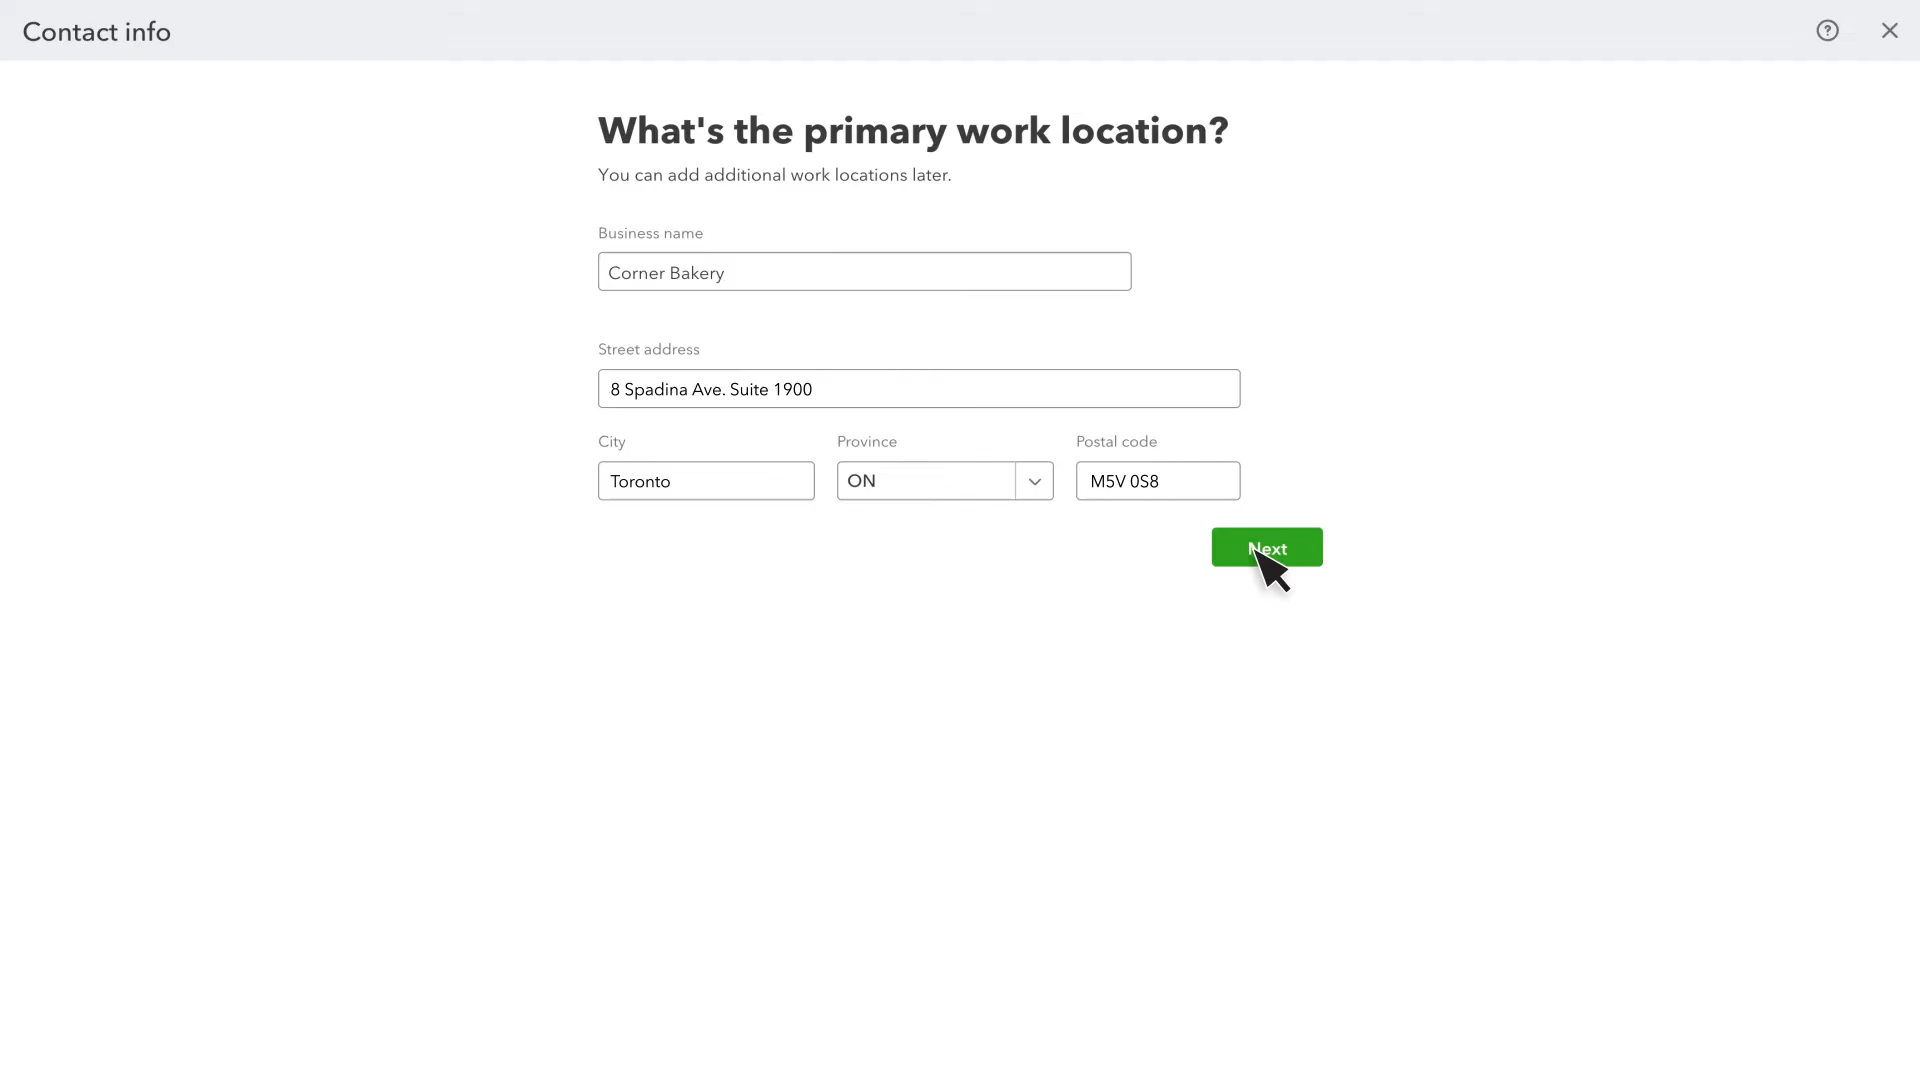 Contact info
What's the primary work location?
You can add additional work locations later.
Business name
Corner Bakery
Street address
8 Spadina Ave. Suite 1900
City Province Postal code
Toronto ON M5V 0S8
Next